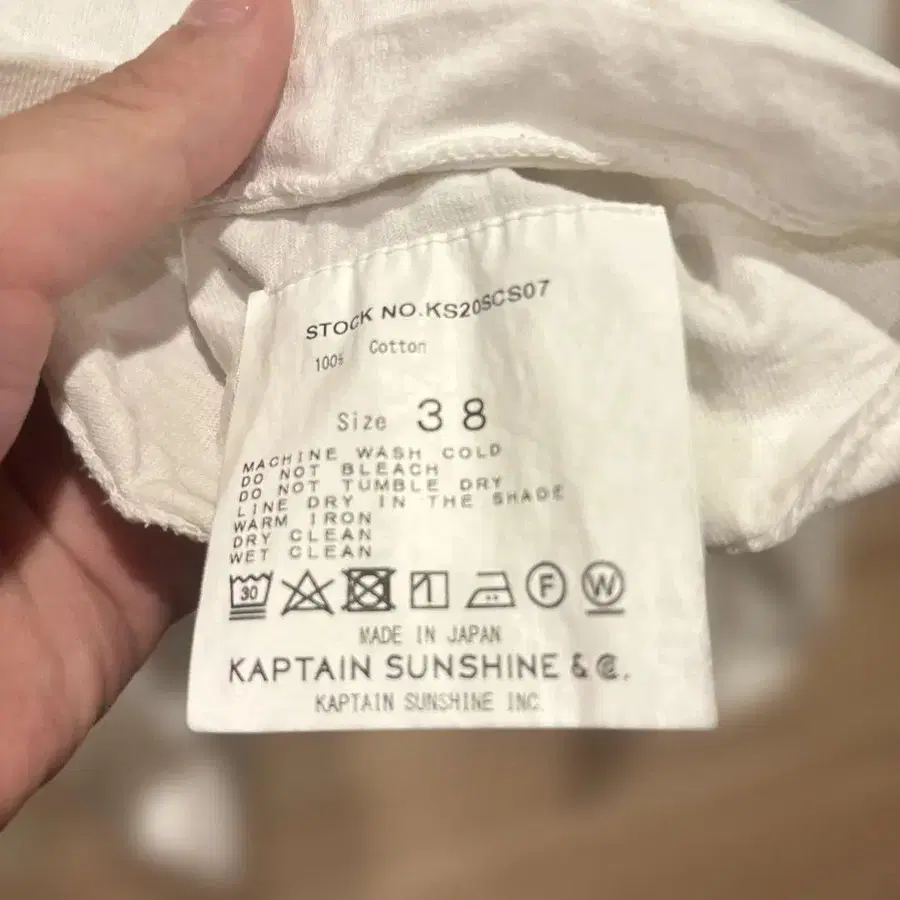 STOCK NO.KS20SCS07
100% Cotton
Size 38
MACHINE WASH COLD
DO NOT BLEACH
DO NOT TUMBLE DRY
LINE DRY IN THE SHADE
WARM IRON
DRY CLEAN
WET CLEAN
30 F W
MADE IN JAPAN
KAPTAIN SUNSHINE & C.
KAPTAIN SUNSHINE INC.